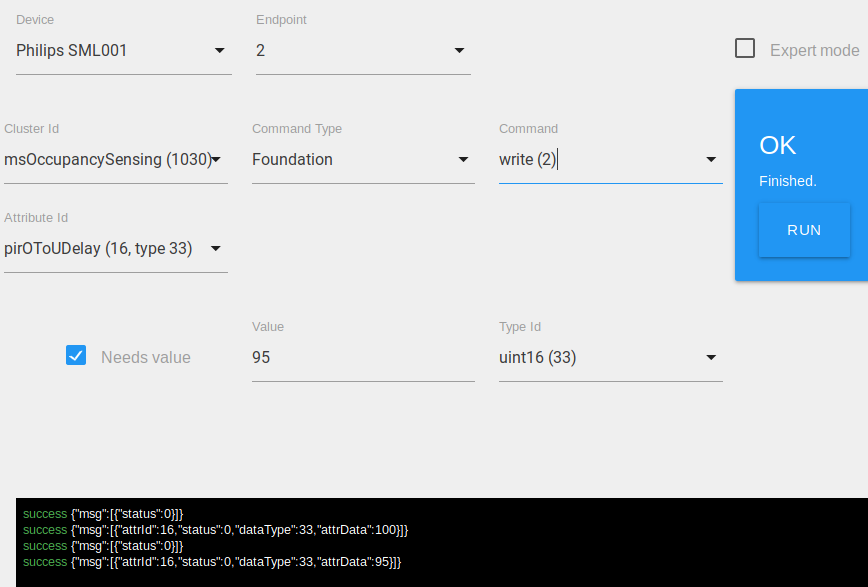 Device
Endpoint
Philips SML001
2
Expert mode
Cluster Id
Command Type
Command
msOccupancySensing (1030)
Foundation
write (2)
OK
Finished.
RUN
Attribute Id
pirOToUDelay (16, type 33)
Needs value
Value
95
Type Id
uint16 (33)
success {"msg":[{"status":0}]}
success {"msg":[{"attrId":16,"status":0,"dataType":33,"attrData":100}]}
success {"msg":[{"status":0}]}
success {"msg":[{"attrId":16,"status":0,"dataType":33,"attrData":95}]}